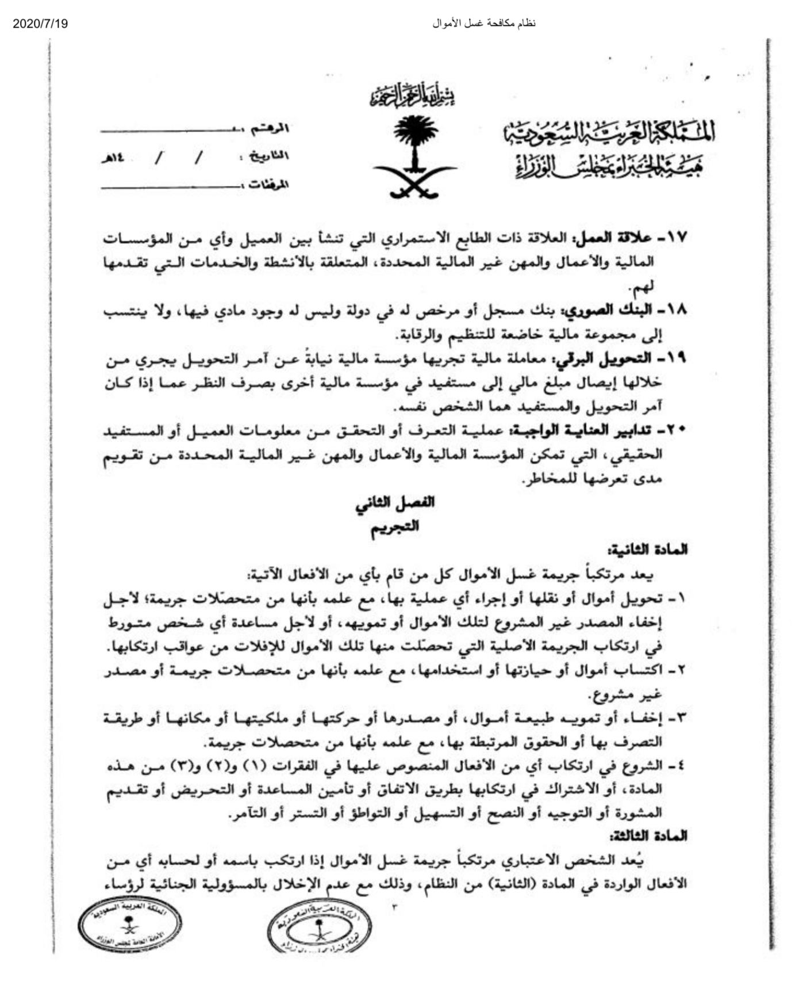 2020/7/19
نظام مكافحة غسل الأموال
بسم الله الرحمن الرحيم
المملكة العربية السعودية
هيئة الخبراء بمجلس الوزراء
الرقم :
التاريخ : / / ١٤هـ
المرفقات :
١٧- علاقة العمل: العلاقة ذات الطابع الاستمراري التي تنشأ بين العميل وأي من المؤسسات
المالية والأعمال والمهن غير المالية المحددة، المتعلقة بالأنشطة والخدمات التي تقدمها
لهم.
١٨- البنك الصوري: بنك مسجل أو مرخص له في دولة وليس له وجود مادي فيها، ولا ينتسب
إلى مجموعة مالية خاضعة للتنظيم والرقابة.
١٩- التحويل البرقي: معاملة مالية تجريها مؤسسة مالية نيابةً عن آمر التحويل يجري من
خلالها إيصال مبلغ مالي إلى مستفيد في مؤسسة مالية أخرى بصرف النظر عما إذا كان
آمر التحويل والمستفيد هما الشخص نفسه.
٢٠- تدابير العناية الواجبة: عملية التعرف أو التحقق من معلومات العميل أو المستفيد
الحقيقي، التي تمكن المؤسسة المالية والأعمال والمهن غير المالية المحددة من تقويم
مدى تعرضها للمخاطر.
الفصل الثاني
التجريم
المادة الثانية:
يعد مرتكباً جريمة غسل الأموال كل من قام بأي من الأفعال الآتية:
١- تحويل أموال أو نقلها أو إجراء أي عملية بها، مع علمه بأنها من متحصّلات جريمة؛ لأجل
إخفاء المصدر غير المشروع لتلك الأموال أو تمويهه، أو لأجل مساعدة أي شخص متورط
في ارتكاب الجريمة الأصلية التي تحصّلت منها تلك الأموال للإفلات من عواقب ارتكابها.
٢- اكتساب أموال أو حيازتها أو استخدامها، مع علمه بأنها من متحصلات جريمة أو مصدر
غير مشروع.
٣- إخفاء أو تمويه طبيعة أموال، أو مصدرها أو حركتها أو ملكيتها أو مكانها أو طريقة
التصرف بها أو الحقوق المرتبطة بها، مع علمه بأنها من متحصلات جريمة.
٤- الشروع في ارتكاب أي من الأفعال المنصوص عليها في الفقرات (١) و(٢) و(٣) من هذه
المادة، أو الاشتراك في ارتكابها بطريق الاتفاق أو تأمين المساعدة أو التحريض أو تقديم
المشورة أو التوجيه أو النصح أو التسهيل أو التواطؤ أو التستر أو التآمر.
المادة الثالثة:
يُعد الشخص الاعتباري مرتكباً جريمة غسل الأموال إذا ارتكب باسمه أو لحسابه أي من
الأفعال الواردة في المادة (الثانية) من النظام، وذلك مع عدم الإخلال بالمسؤولية الجنائية لرؤساء
٣
المملكة العربية السعودية
هيئة الخبراء بمجلس الوزراء
المملكة العربية السعودية
الأمانة العامة لمجلس الوزراء